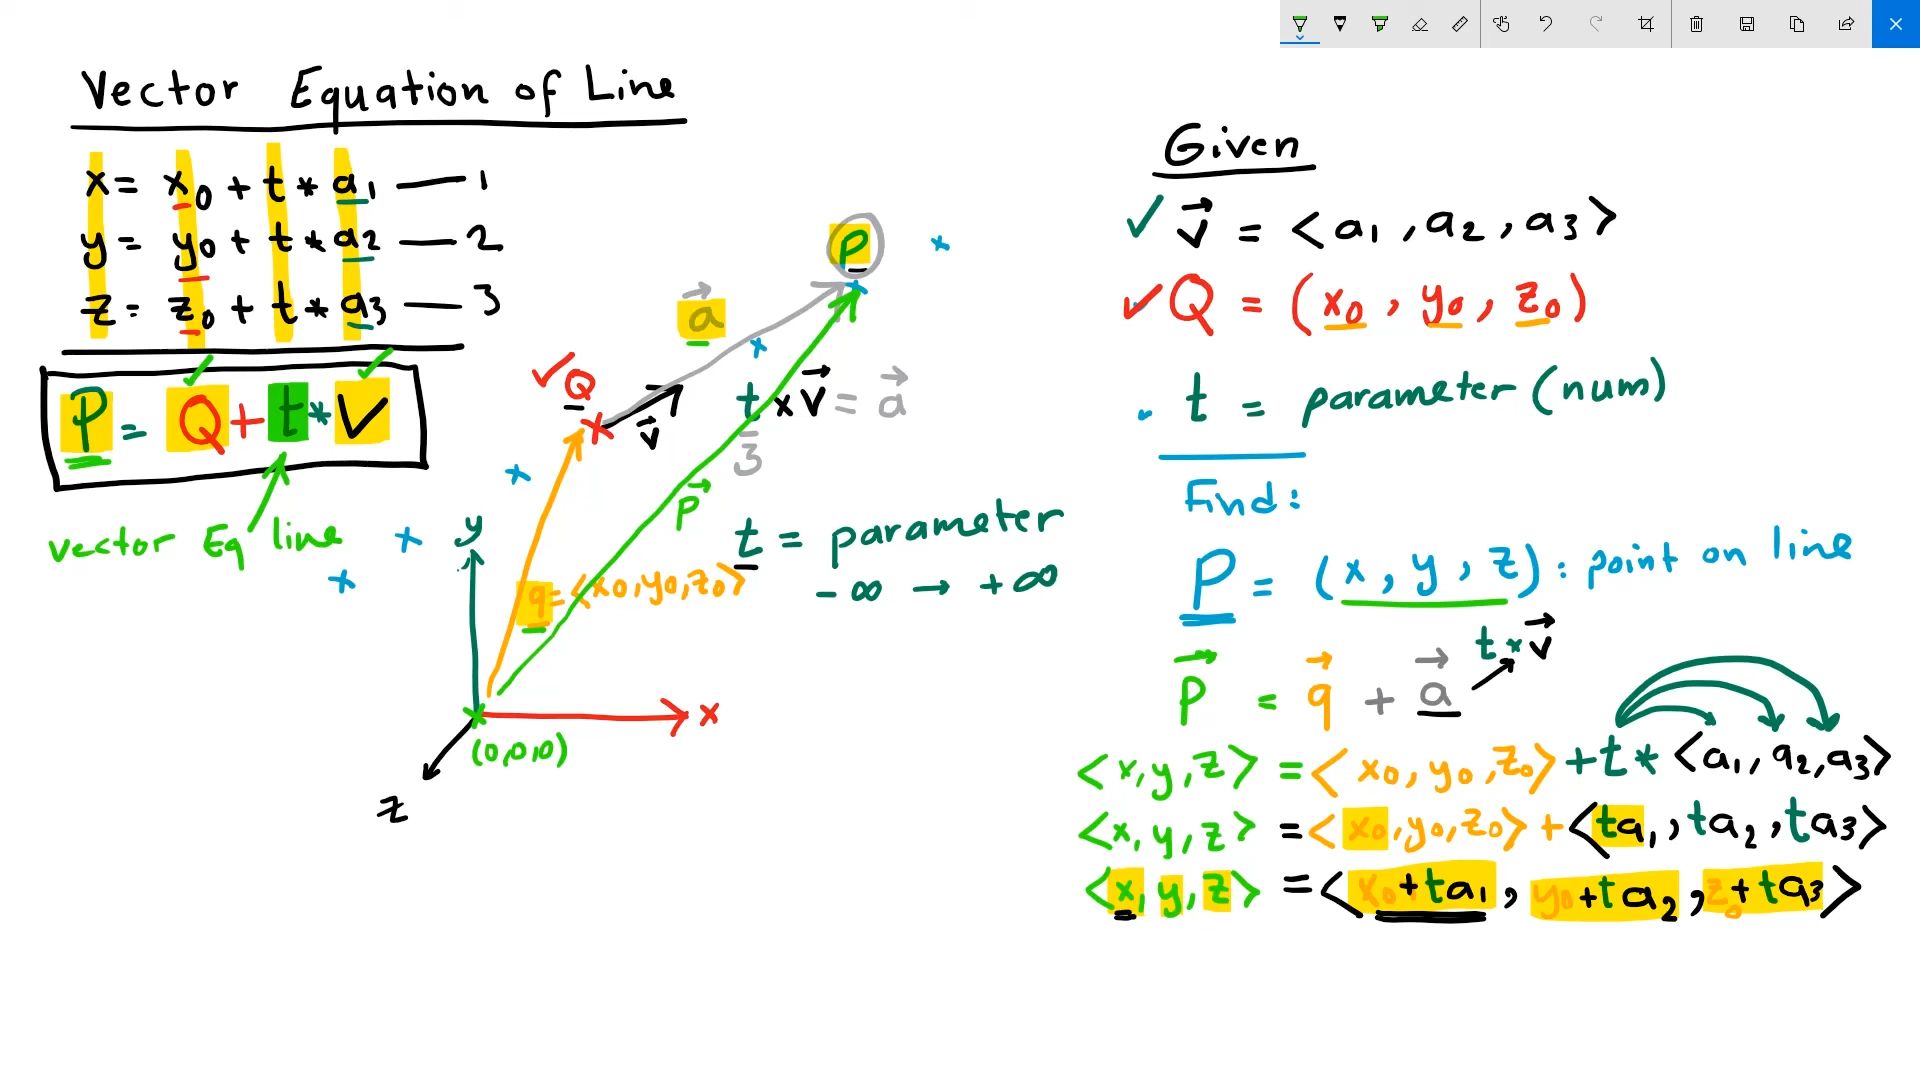 Vector Equation of Line
x = x₀ + t * a₁ — 1
y = y₀ + t * a₂ — 2
z = z₀ + t * a₃ — 3
P = Q + t * V
vector Eq line
P
a⃗
Q
v⃗
t × v⃗ = a⃗
3
p⃗
q = <x₀, y₀, z₀>
t = parameter
-∞ → +∞
y
x
z
(0,0,0)
Given
✓ v⃗ = <a₁, a₂, a₃>
✓ Q = (x₀, y₀, z₀)
t = parameter (num)
Find:
P = (x, y, z) : point on line
t * v⃗
p⃗ = q⃗ + a⃗
<x, y, z> = <x₀, y₀, z₀> + t * <a₁, a₂, a₃>
<x, y, z> = <x₀, y₀, z₀> + <ta₁, ta₂, ta₃>
<x, y, z> = <x₀ + ta₁, y₀ + ta₂, z₀ + ta₃>